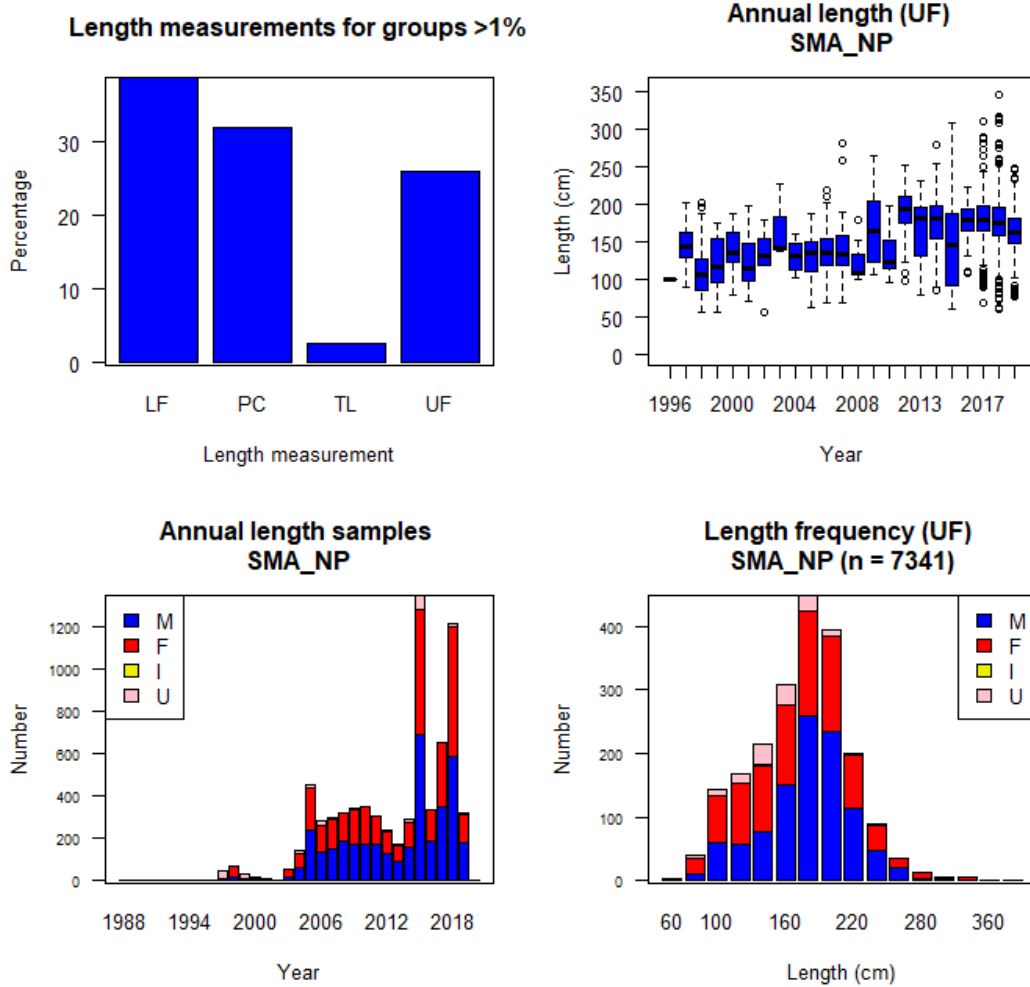 Length measurements for groups >1%
Percentage
30
20
10
0
LF PC TL UF
Length measurement
Annual length (UF)
SMA_NP
Length (cm)
350
300
250
200
150
100
50
0
1996 2000 2004 2008 2013 2017
Year
Annual length samples
SMA_NP
Number
1200
1000
800
600
400
200
0
M
F
I
U
1988 1994 2000 2006 2012 2018
Year
Length frequency (UF)
SMA_NP (n = 7341)
Number
400
300
200
100
0
M
F
I
U
60 100 160 220 280 360
Length (cm)